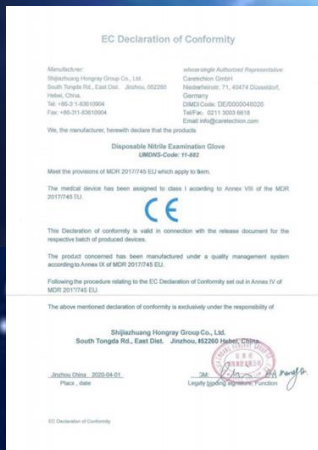 EC Declaration of Conformity
Manufacturer:
Shijiazhuang Hongray Group Co., Ltd.
South Tongda Rd., East Dist. Jinzhou, 052260
Hebei, China.
Tel: +86-311-83610904
Fax: +86-311-83610904
whose single Authorized Representative:
Caretechion GmbH
Niederrheinstr. 71, 40474 Düsseldorf,
Germany
DIMDI Code: DE/0000046026
Tel/Fax: 0211 3003 6618
Email: info@caretechion.com
We, the manufacturer, herewith declare that the products
Disposable Nitrile Examination Glove
UMDNS-Code: 11-882
Meet the provisions of MDR 2017/745 EU which apply to them.
The medical device has been assigned to class I according to Annex VIII of the MDR
2017/745 EU.
CE
This Declaration of conformity is valid in connection with the release document for the
respective batch of produced devices.
The product concerned has been manufactured under a quality management system
according to Annex IX of MDR 2017/745 EU.
Following the procedure relating to the EC Declaration of Conformity set out in Annex IV of
MDR 2017/745 EU.
The above mentioned declaration of conformity is exclusively under the responsibility of
Shijiazhuang Hongray Group Co., Ltd.
South Tongda Rd., East Dist. Jinzhou, 052260 Hebei, China.
Jinzhou China 2020-04-01
Place , date
GM
Legally binding signature, Function
EC Declaration of Conformity